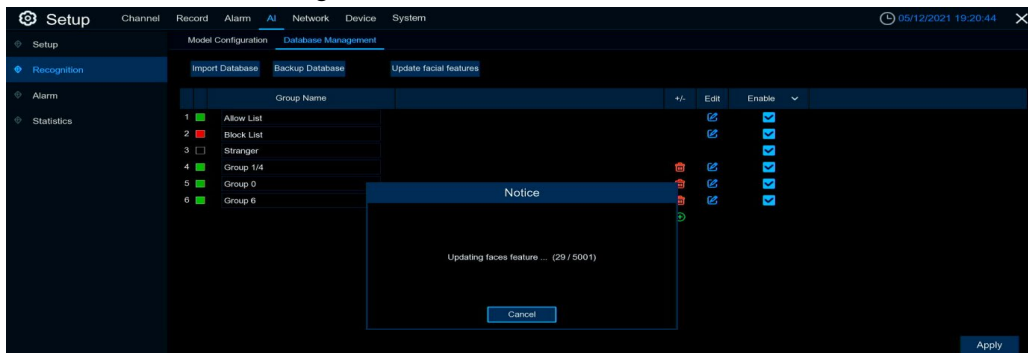 Setup Channel Record Alarm AI Network Device System 05/12/2021 19:20:44
Setup Model Configuration Database Management
Recognition Import Database Backup Database Update facial features
Alarm Group Name +/- Edit Enable
Statistics 1 Allow List
2 Block List
3 Stranger
4 Group 1/4
5 Group 0
6 Group 6
Notice
Updating faces feature ... (29 / 5001)
Cancel
Apply